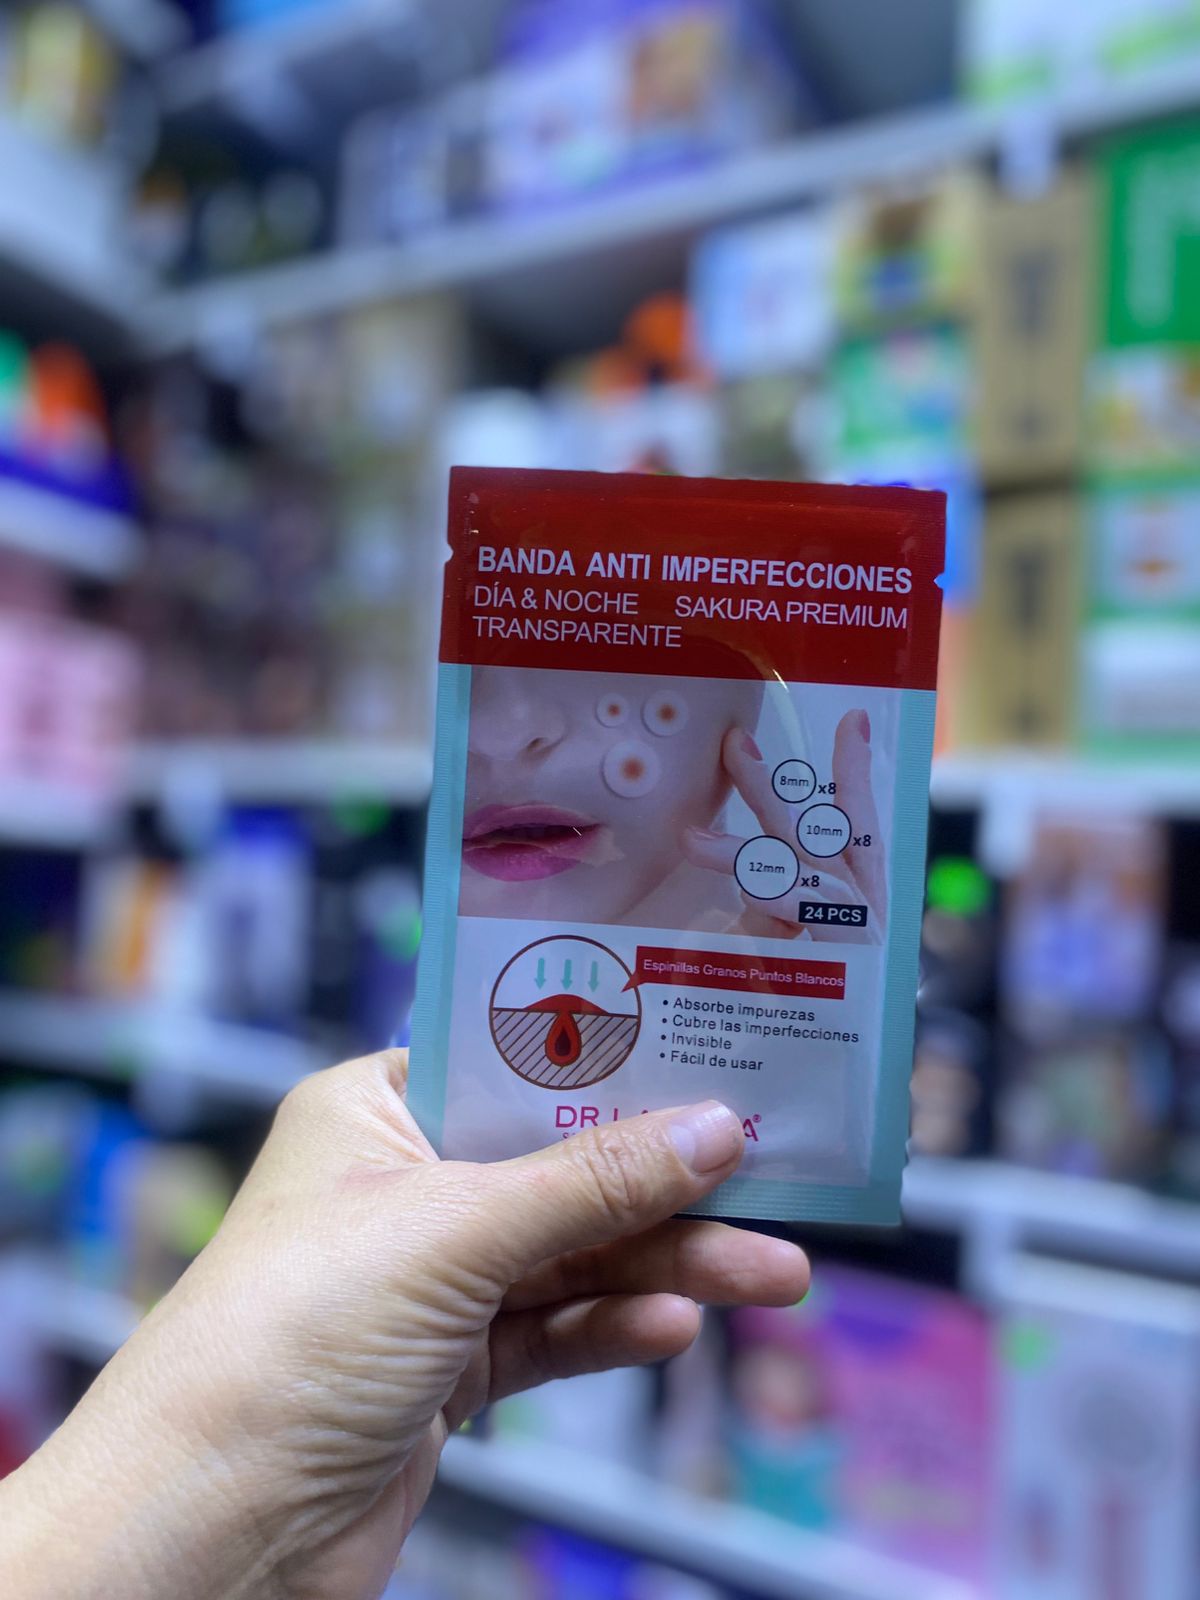 BANDA ANTI IMPERFECCIONES
DÍA & NOCHE SAKURA PREMIUM
TRANSPARENTE
8mm x8
10mm x8
12mm x8
24 PCS
Espinillas Granos Puntos Blancos
• Absorbe impurezas
• Cubre las imperfecciones
• Invisible
• Fácil de usar
DR